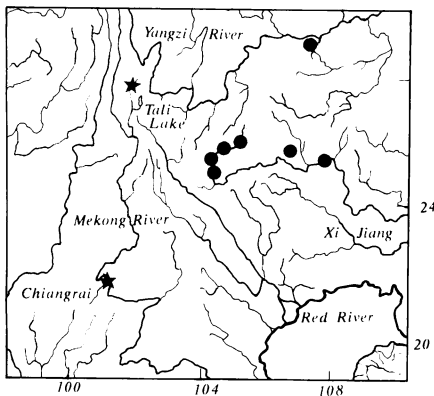 Yangzi River
Tali
Lake
24
Mekong River
Xi Jiang
Chiangrai
Red River
20
100 104 108